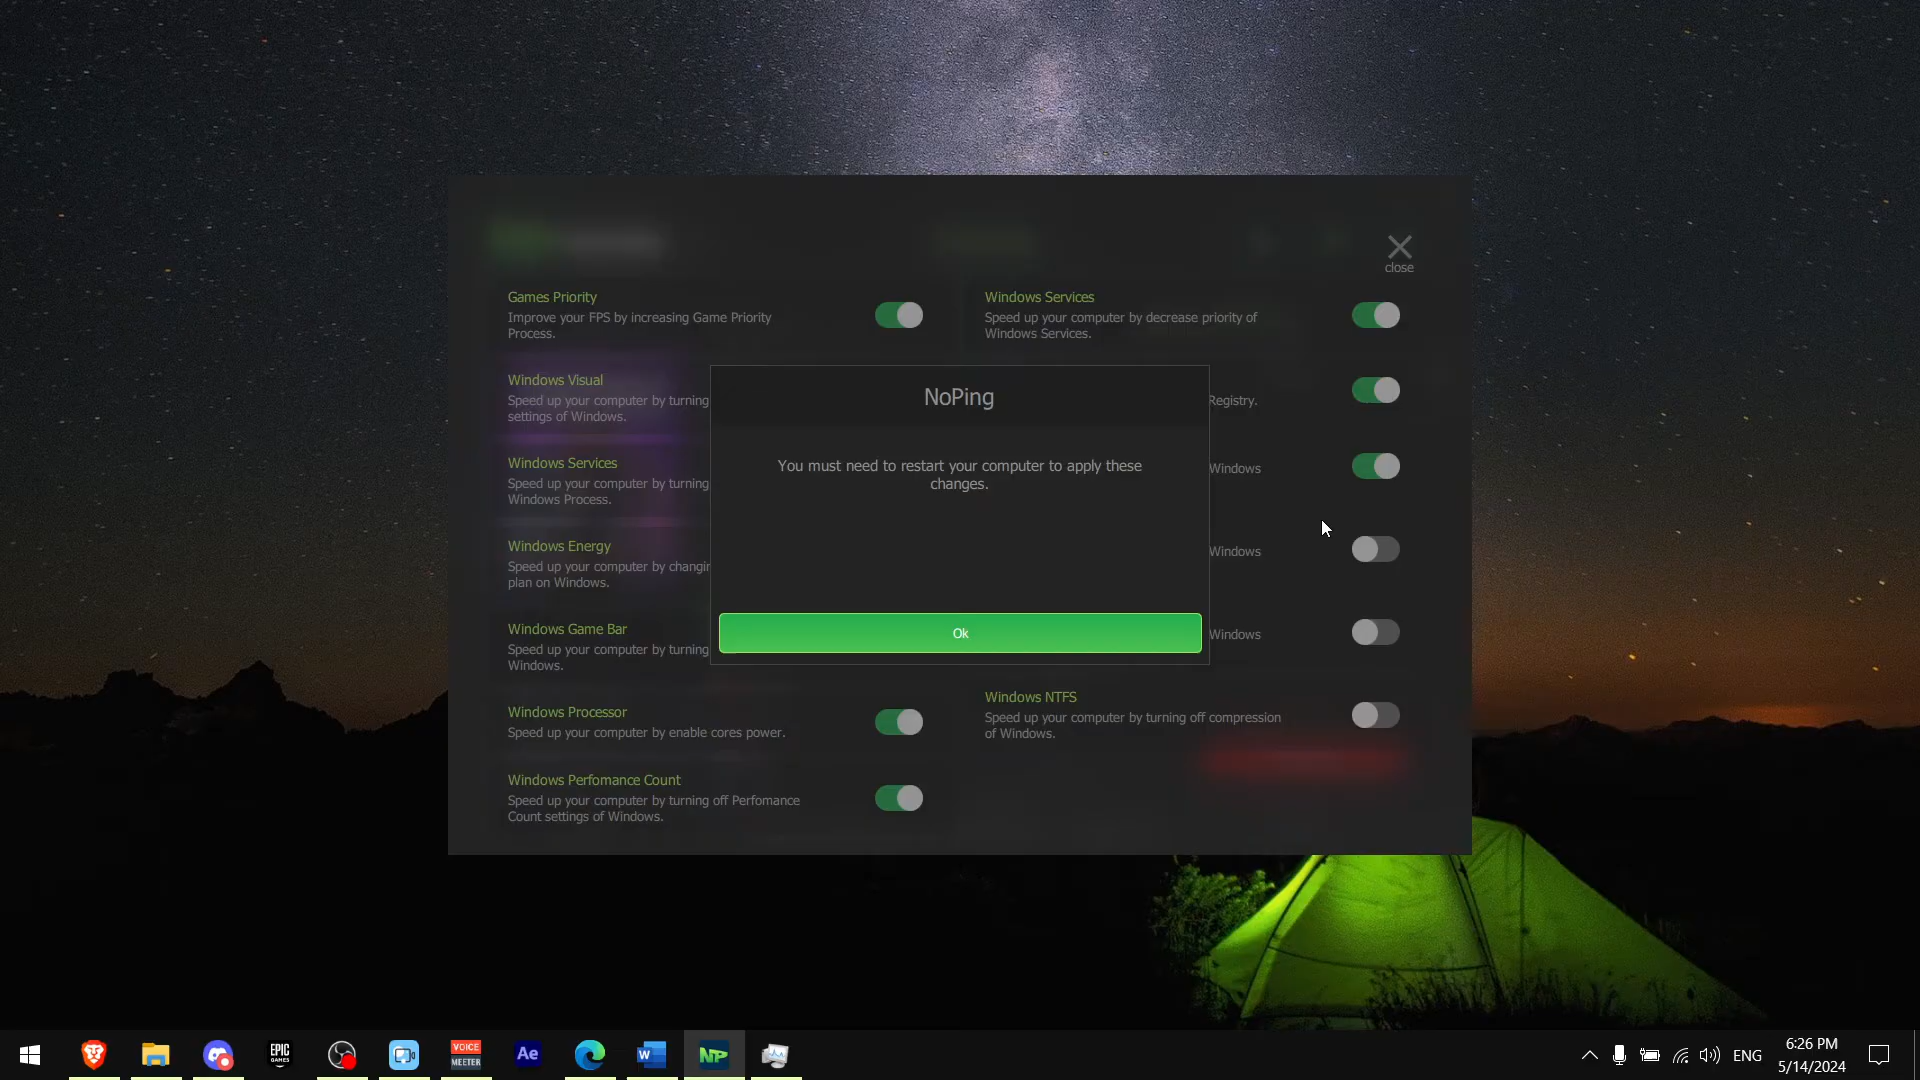 close
Games Priority
Improve your FPS by increasing Game Priority
Process.
Windows Services
Speed up your computer by decrease priority of
Windows Services.
Windows Visual
Speed up your computer by turning
settings of Windows.
Registry.
Windows Services
Speed up your computer by turning
Windows Process.
Windows
Windows Energy
Speed up your computer by changin
plan on Windows.
Windows
Windows Game Bar
Speed up your computer by turning
Windows.
Windows
NoPing
You must need to restart your computer to apply these
changes.
Ok
Windows Processor
Speed up your computer by enable cores power.
Windows NTFS
Speed up your computer by turning off compression
of Windows.
Windows Perfomance Count
Speed up your computer by turning off Perfomance
Count settings of Windows.
EPIC
GAMES
VOICE
MEETER
Ae
W
NP
ENG
6:26 PM
5/14/2024